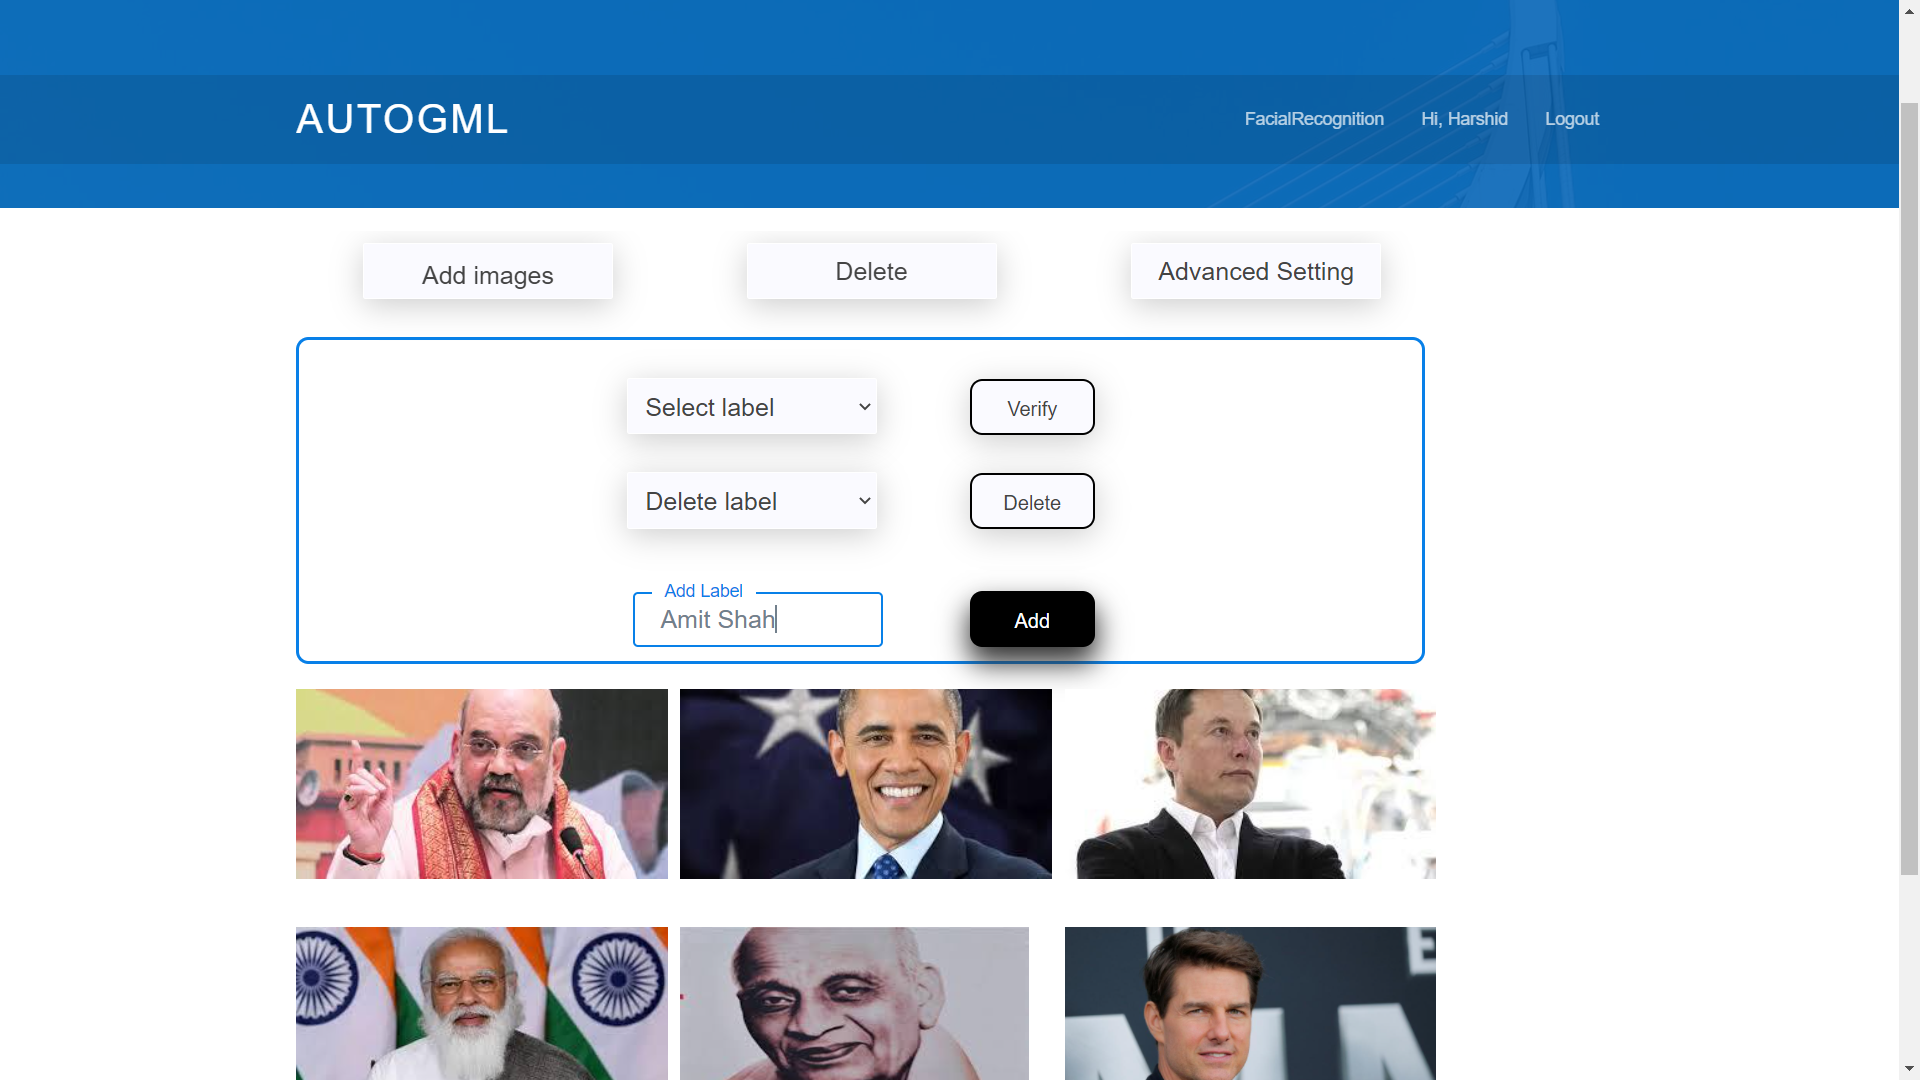 AUTOGML
FacialRecognition Hi, Harshid Logout
Add images Delete Advanced Setting
Select label Verify
Delete label Delete
Add Label
Amit Shah Add